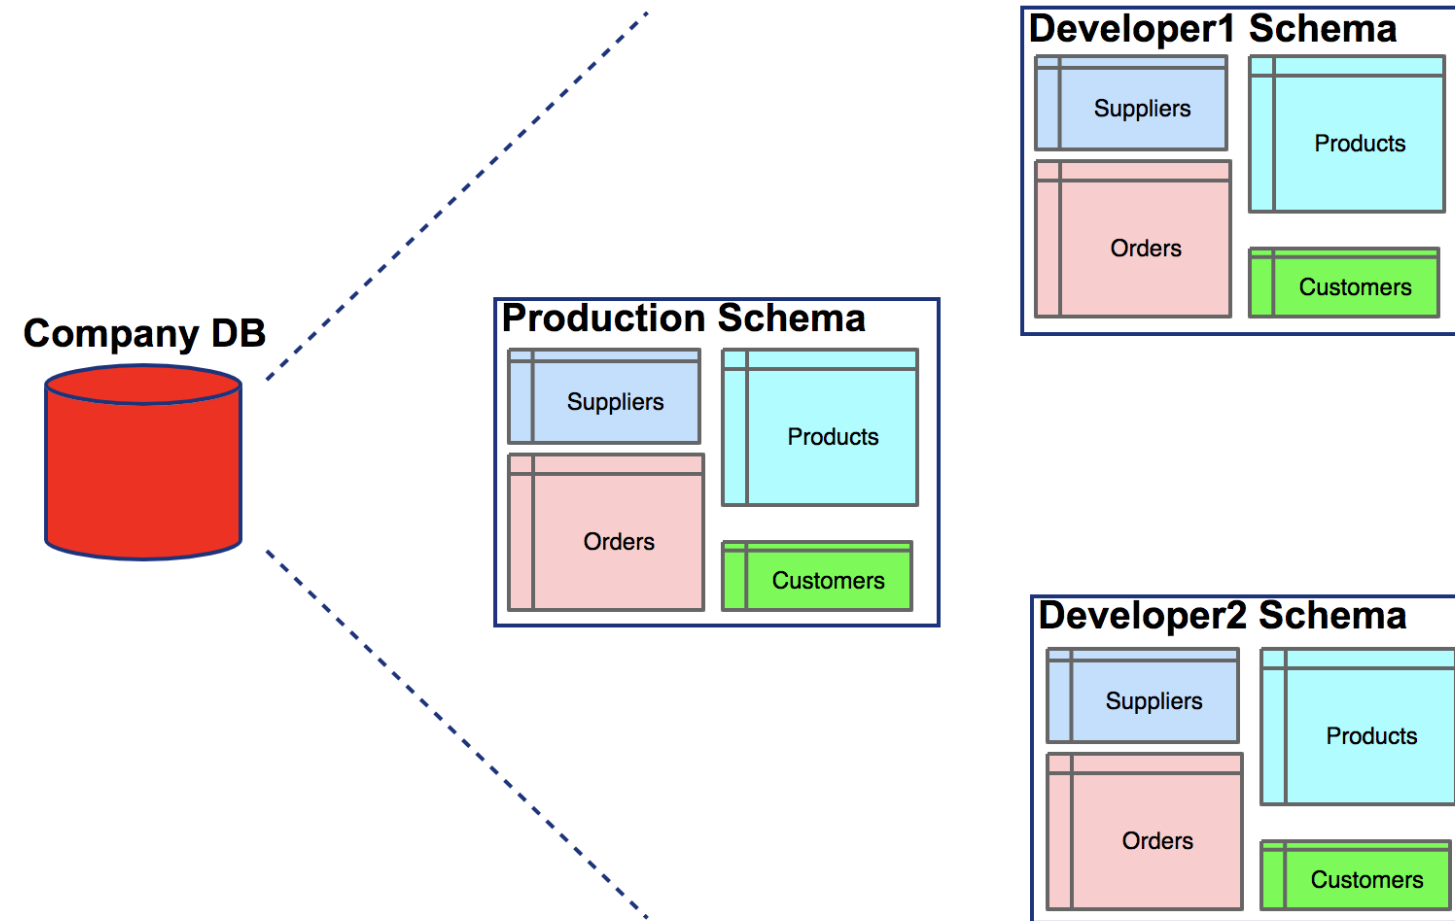 Company DB
Production Schema
Suppliers
Products
Orders
Customers
Developer1 Schema
Suppliers
Products
Orders
Customers
Developer2 Schema
Suppliers
Products
Orders
Customers